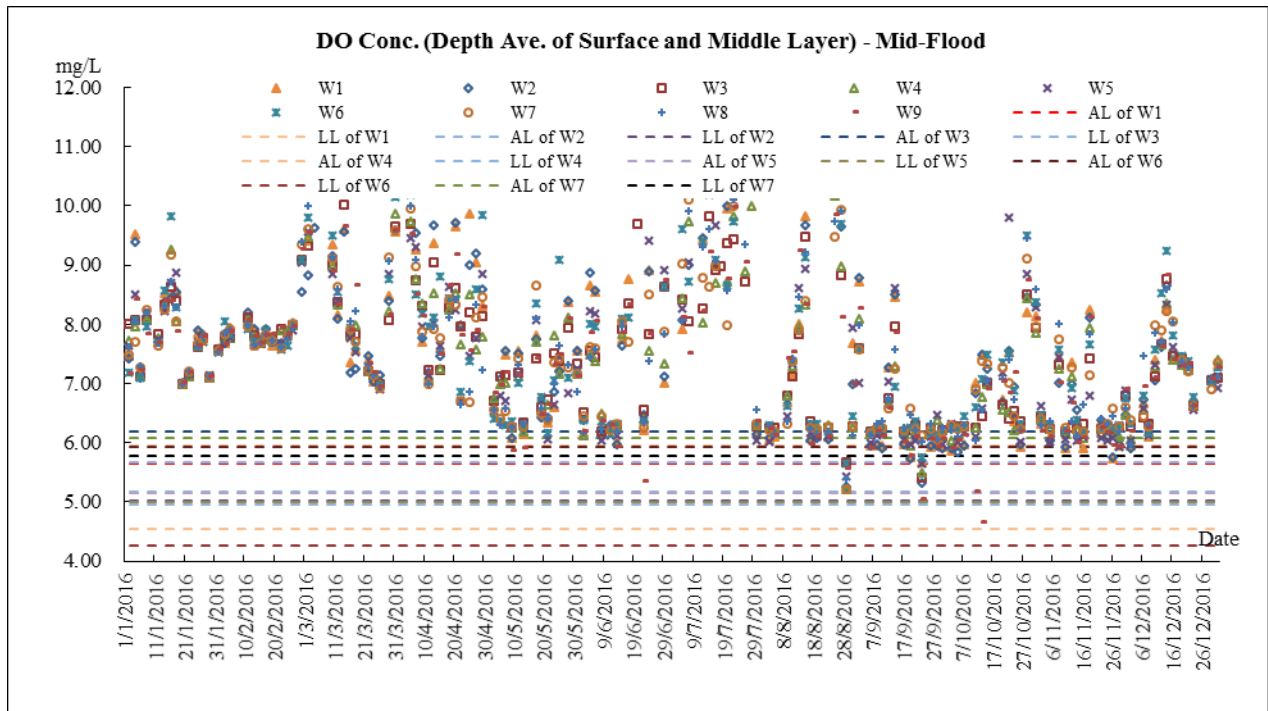 DO Conc. (Depth Ave. of Surface and Middle Layer) - Mid-Flood
mg/L
12.00
W1 W2 W3 W4 W5
W6 W7 W8 W9 AL of W1
11.00
LL of W1 AL of W2 LL of W2 AL of W3 LL of W3
AL of W4 LL of W4 AL of W5 LL of W5 AL of W6
LL of W6 AL of W7 LL of W7
10.00
9.00
8.00
7.00
6.00
5.00
4.00
Date
1/1/2016 11/1/2016 21/1/2016 31/1/2016 10/2/2016 20/2/2016 1/3/2016 11/3/2016 21/3/2016 31/3/2016 10/4/2016 20/4/2016 30/4/2016 10/5/2016 20/5/2016 30/5/2016 9/6/2016 19/6/2016 29/6/2016 9/7/2016 19/7/2016 29/7/2016 8/8/2016 18/8/2016 28/8/2016 7/9/2016 17/9/2016 27/9/2016 7/10/2016 17/10/2016 27/10/2016 6/11/2016 16/11/2016 26/11/2016 6/12/2016 16/12/2016 26/12/2016